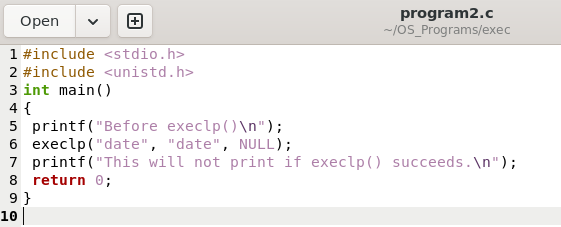 Open
program2.c
~/OS_Programs/exec
1 #include <stdio.h>
2 #include <unistd.h>
3 int main()
4 {
5  printf("Before execlp()\n");
6  execlp("date", "date", NULL);
7  printf("This will not print if execlp() succeeds.\n");
8  return 0;
9 }
10